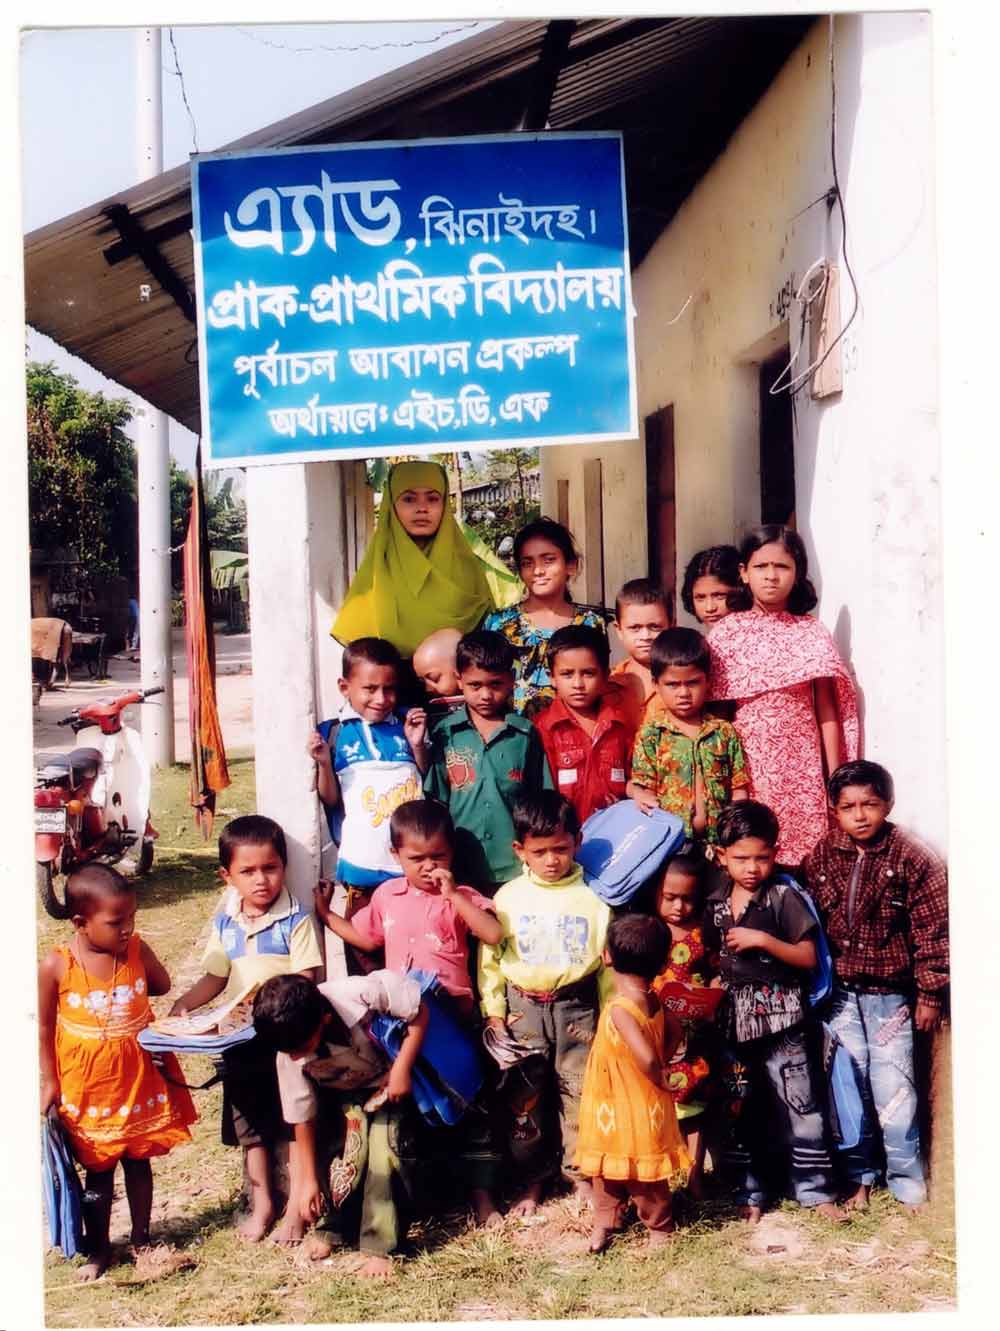 এ্যাড, ঝিনাইদহ।
প্রাক-প্রাথমিক বিদ্যালয়
পূর্বাচল আবাশন প্রকল্প
অর্থায়নেঃ এইচ,ডি,এফ